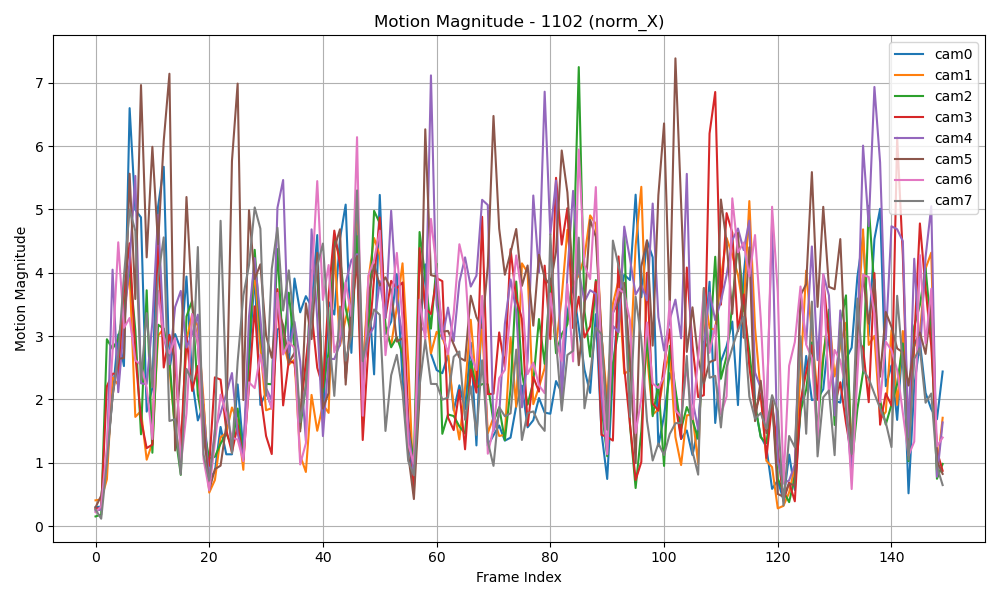 Motion Magnitude - 1102 (norm_X)
Motion Magnitude
7
6
5
4
3
2
1
0
0 20 40 60 80 100 120 140
Frame Index
cam0
cam1
cam2
cam3
cam4
cam5
cam6
cam7